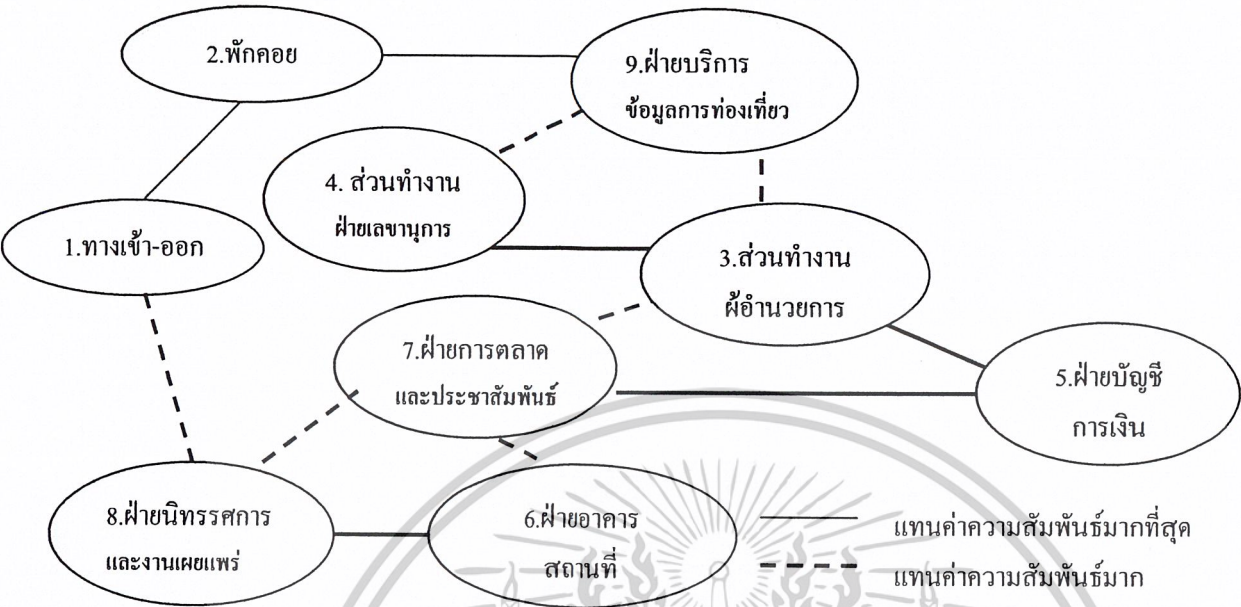 2.พักคอย
9.ฝ่ายบริการ
ข้อมูลการท่องเที่ยว
4. ส่วนทำงาน
ฝ่ายเลขานุการ
1.ทางเข้า-ออก
3.ส่วนทำงาน
ผู้อำนวยการ
7.ฝ่ายการตลาด
และประชาสัมพันธ์
5.ฝ่ายบัญชี
การเงิน
8.ฝ่ายนิทรรศการ
และงานเผยแพร่
6.ฝ่ายอาคาร
สถานที่
แทนค่าความสัมพันธ์มากที่สุด
แทนค่าความสัมพันธ์มาก